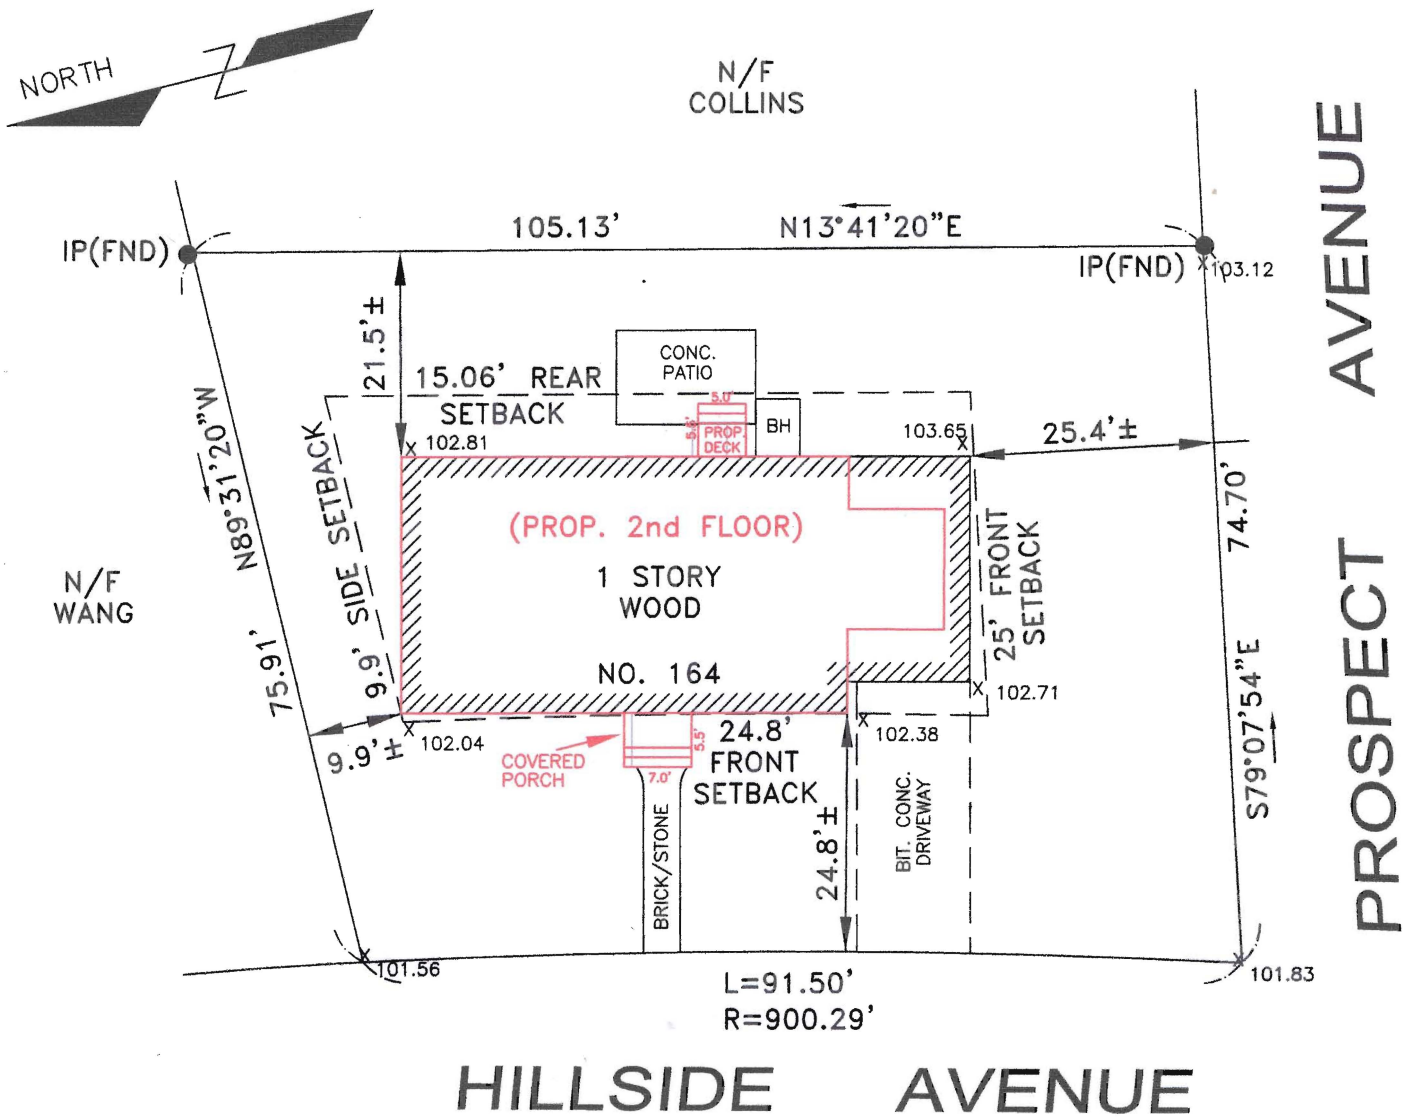 NORTH
Z
N/F
COLLINS
AVENUE
105.13'
N13°41'20"E
IP(FND)
IP(FND)
X 103.12
21.5'±
CONC.
PATIO
15.06' REAR
SETBACK
5.0'
5.6'
PROP.
DECK
BH
X 102.81
103.65 X
25.4'±
N89°31'20"W
9.9' SIDE SETBACK
(PROP. 2nd FLOOR)
1 STORY
WOOD
NO. 164
25' FRONT
SETBACK
74.70'
N/F
WANG
75.91'
9.9'±
X 102.71
X 102.04
X 102.38
S79°07'54"E
PROSPECT
COVERED
PORCH
5.5'
7.0'
24.8'
FRONT
SETBACK
24.8'±
BIT. CONC.
DRIVEWAY
BRICK/STONE
X 101.56
X 101.83
L=91.50'
R=900.29'
HILLSIDE AVENUE